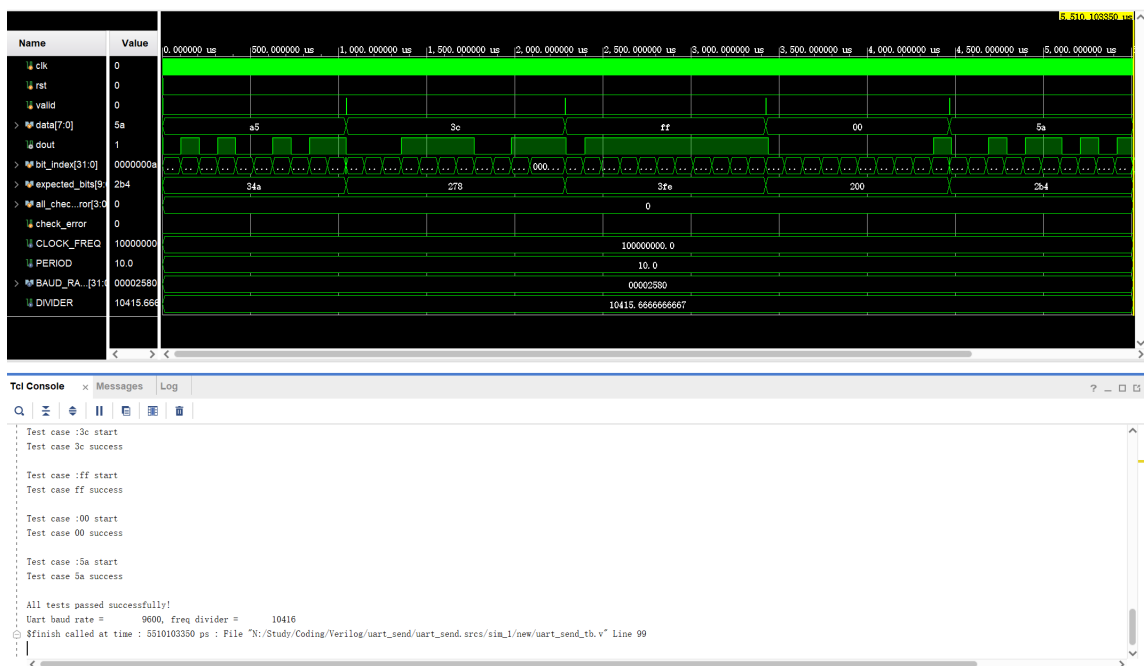 5,510.103350 us
Name Value 0.000000 us 500.000000 us 1,000.000000 us 1,500.000000 us 2,000.000000 us 2,500.000000 us 3,000.000000 us 3,500.000000 us 4,000.000000 us 4,500.000000 us 5,000.000000 us
clk 0
rst 0
valid 0
data[7:0] 5a a5 3c ff 00 5a
dout 1
bit_index[31:0] 0000000a 000...
expected_bits[9: 2b4 34a 278 3fe 200 2b4
all_chec...ror[3:0 0 0
check_error 0
CLOCK_FREQ 10000000 100000000.0
PERIOD 10.0 10.0
BAUD_RA...[31:0 00002580 00002580
DIVIDER 10415.666 10415.6666666667
Tcl Console × Messages Log
Test case :3c start
Test case 3c success
Test case :ff start
Test case ff success
Test case :00 start
Test case 00 success
Test case :5a start
Test case 5a success
All tests passed successfully!
Uart baud rate = 9600, freq divider = 10416
$finish called at time : 5510103350 ps : File "N:/Study/Coding/Verilog/uart_send/uart_send.srcs/sim_1/new/uart_send_tb.v" Line 99